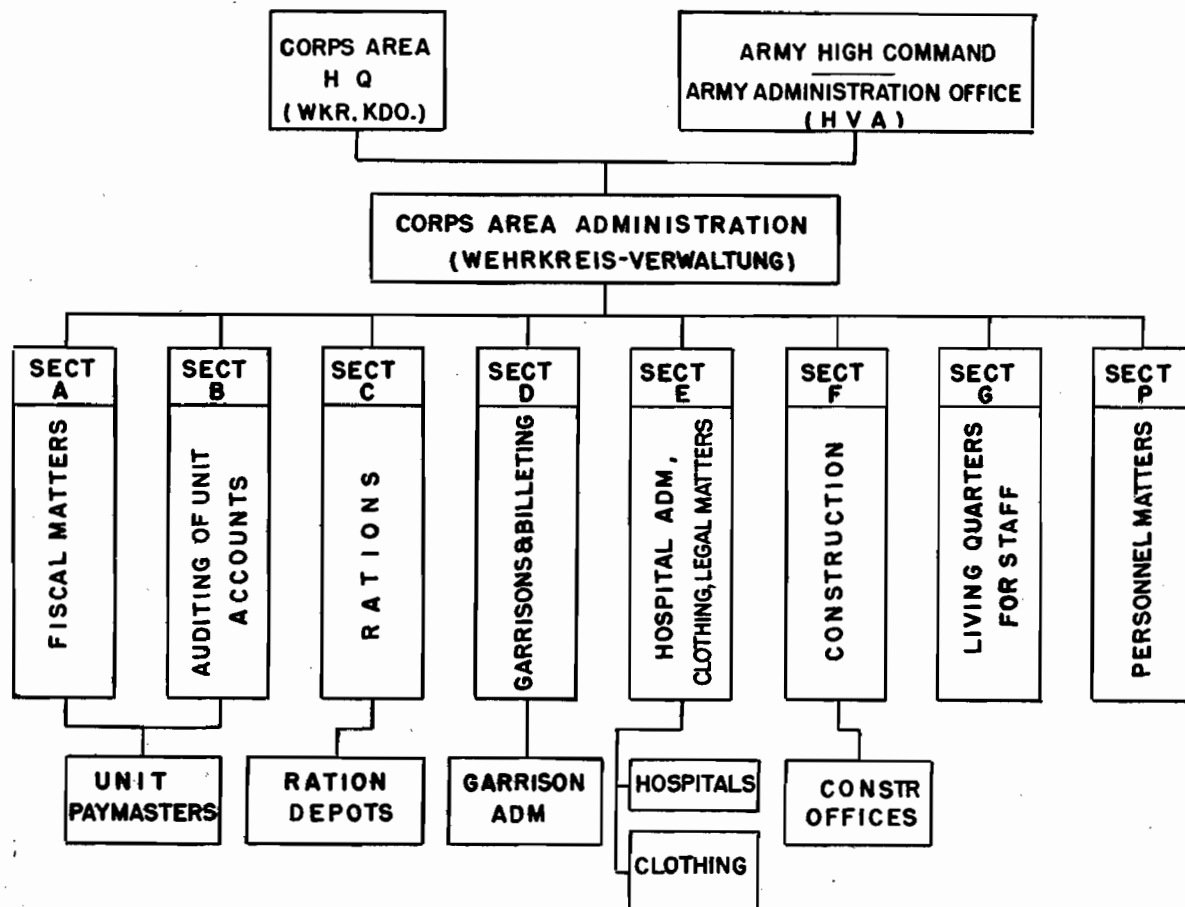 CORPS AREA
H Q
(WKR. KDO.)
ARMY HIGH COMMAND
ARMY ADMINISTRATION OFFICE
(HVA)
CORPS AREA ADMINISTRATION
(WEHRKREIS-VERWALTUNG)
SECT
A
FISCAL MATTERS
SECT
B
AUDITING OF UNIT
ACCOUNTS
SECT
C
RATIONS
SECT
D
GARRISONS&BILLETING
SECT
E
HOSPITAL ADM,
CLOTHING, LEGAL MATTERS
SECT
F
CONSTRUCTION
SECT
G
LIVING QUARTERS
FOR STAFF
SECT
P
PERSONNEL MATTERS
UNIT
PAYMASTERS
RATION
DEPOTS
GARRISON
ADM
HOSPITALS
CLOTHING
CONSTR
OFFICES